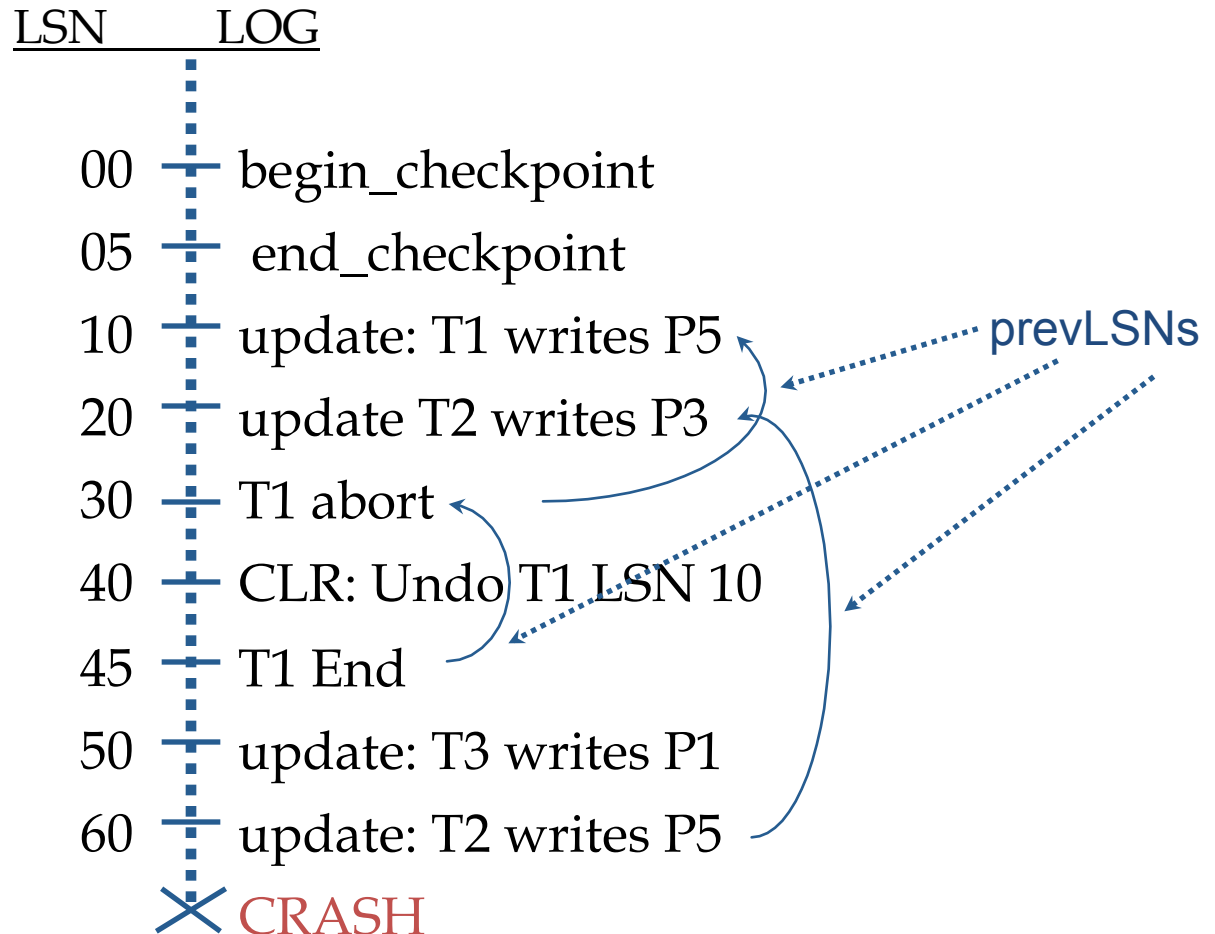 LSN LOG
00 begin_checkpoint
05 end_checkpoint
10 update: T1 writes P5
prevLSNs
20 update T2 writes P3
30 T1 abort
40 CLR: Undo T1 LSN 10
45 T1 End
50 update: T3 writes P1
60 update: T2 writes P5
CRASH